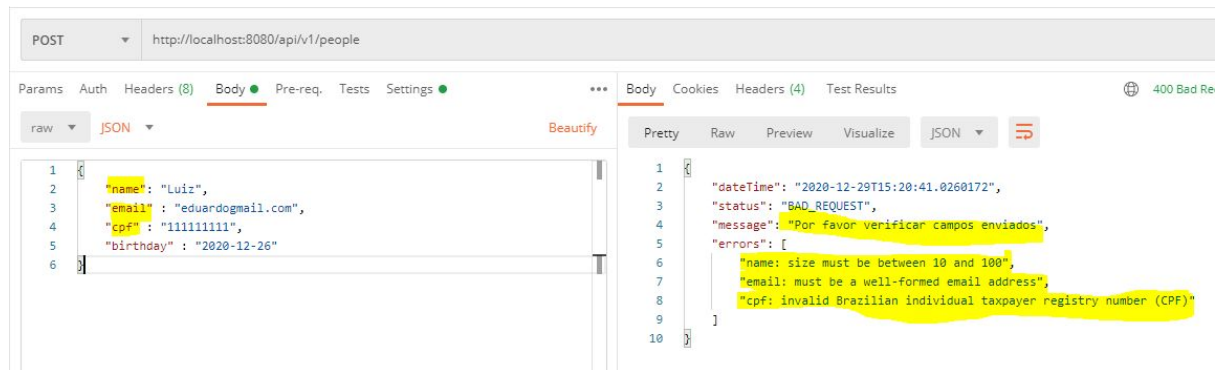 POST http://localhost:8080/api/v1/people
Params Auth Headers (8) Body Pre-req. Tests Settings
raw JSON Beautify
1 {
2 "name": "Luiz",
3 "email" : "eduardogmail.com",
4 "cpf" : "111111111",
5 "birthday" : "2020-12-26"
6 }
Body Cookies Headers (4) Test Results 400 Bad Re
Pretty Raw Preview Visualize JSON
1 {
2 "dateTime": "2020-12-29T15:20:41.0260172",
3 "status": "BAD_REQUEST",
4 "message": "Por favor verificar campos enviados",
5 "errors": [
6 "name: size must be between 10 and 100",
7 "email: must be a well-formed email address",
8 "cpf: invalid Brazilian individual taxpayer registry number (CPF)"
9 ]
10 }